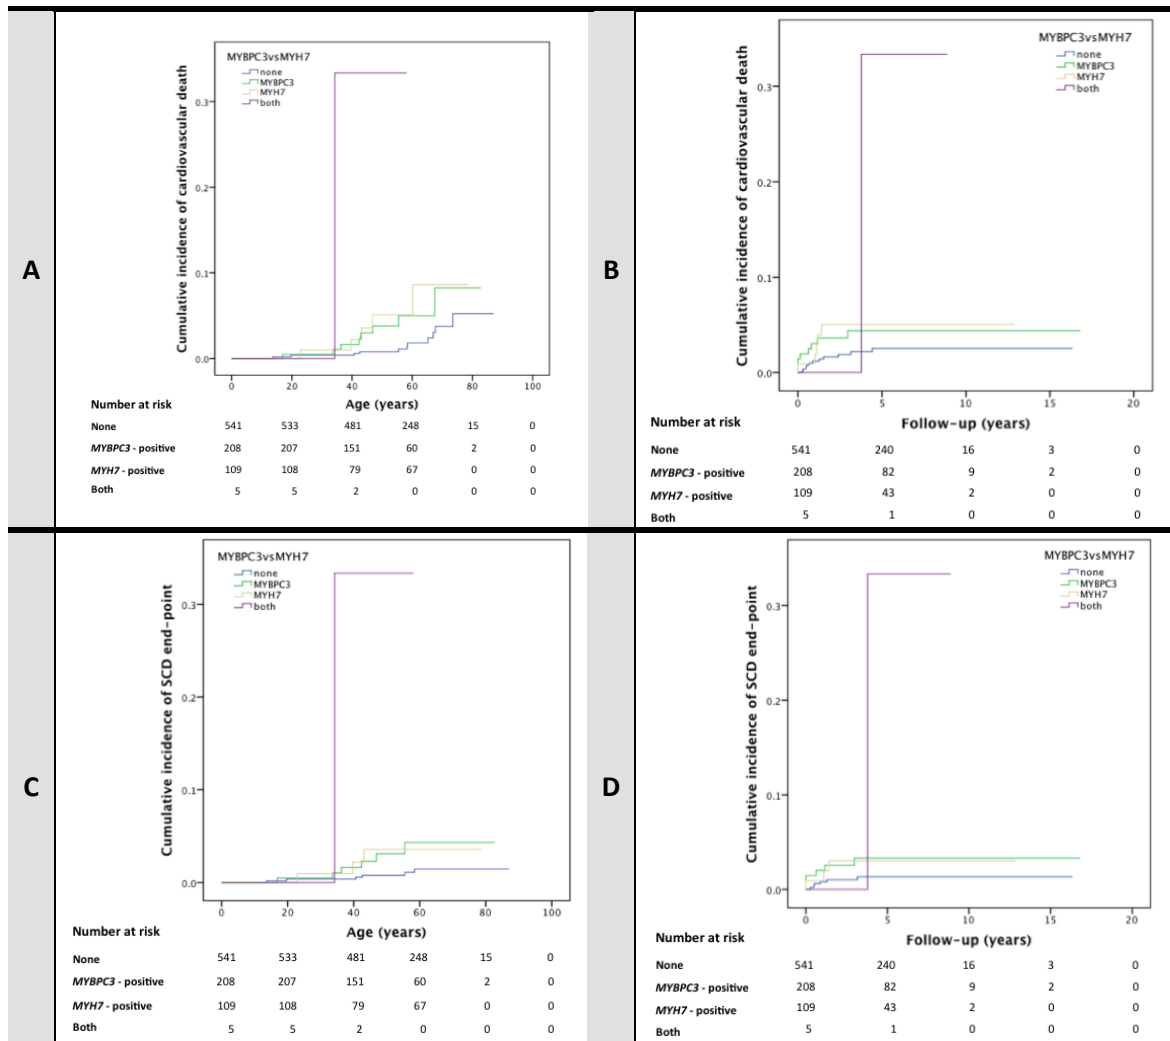 A
MYBPC3vsMYH7
none
MYBPC3
MYH7
both
Cumulative incidence of cardiovascular death
0.3
0.2
0.1
0.0
0 20 40 60 80 100
Number at risk Age (years)
None 541 533 481 248 15 0
MYBPC3 - positive 208 207 151 60 2 0
MYH7 - positive 109 108 79 67 0 0
Both 5 5 2 0 0 0
B
MYBPC3vsMYH7
none
MYBPC3
MYH7
both
Cumulative incidence of cardiovascular death
0.3
0.2
0.1
0.0
0 5 10 15 20
Number at risk Follow-up (years)
None 541 240 16 3 0
MYBPC3 - positive 208 82 9 2 0
MYH7 - positive 109 43 2 0 0
Both 5 1 0 0 0
C
MYBPC3vsMYH7
none
MYBPC3
MYH7
both
Cumulative incidence of SCD end-point
0.3
0.2
0.1
0.0
0 20 40 60 80 100
Number at risk Age (years)
None 541 533 481 248 15 0
MYBPC3 - positive 208 207 151 60 2 0
MYH7 - positive 109 108 79 67 0 0
Both 5 5 2 0 0 0
D
MYBPC3vsMYH7
none
MYBPC3
MYH7
both
Cumulative incidence of SCD end-point
0.3
0.2
0.1
0.0
0 5 10 15 20
Number at risk Follow-up (years)
None 541 240 16 3 0
MYBPC3 - positive 208 82 9 2 0
MYH7 - positive 109 43 2 0 0
Both 5 1 0 0 0